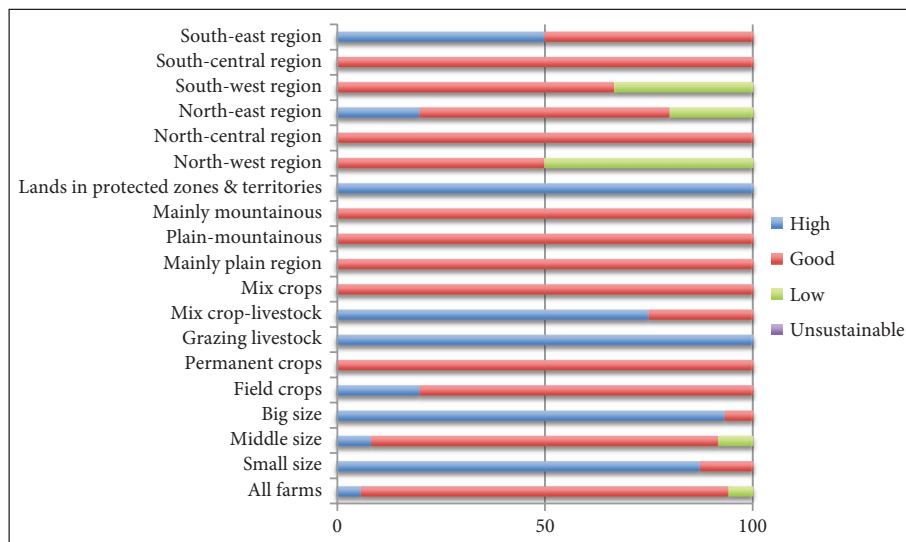 South-east region
South-central region
South-west region
North-east region
North-central region
North-west region
Lands in protected zones & territories
Mainly mountainous
Plain-mountainous
Mainly plain region
Mix crops
Mix crop-livestock
Grazing livestock
Permanent crops
Field crops
Big size
Middle size
Small size
All farms
0 50 100
High
Good
Low
Unsustainable